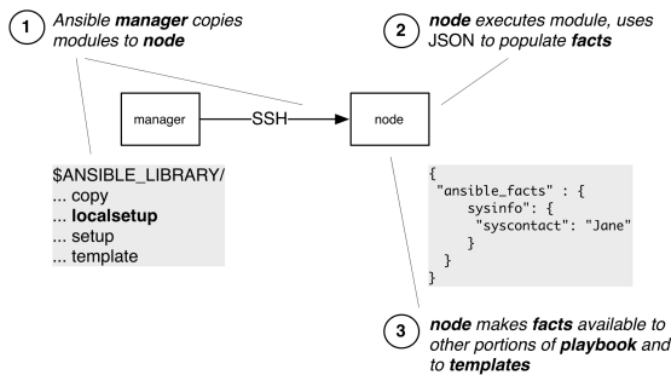 1
Ansible manager copies
modules to node
2
node executes module, uses
JSON to populate facts
manager
SSH
node
$ANSIBLE_LIBRARY/
... copy
... localsetup
... setup
... template
{
"ansible_facts" : {
sysinfo": {
"syscontact": "Jane"
}
}
}
3
node makes facts available to
other portions of playbook and
to templates